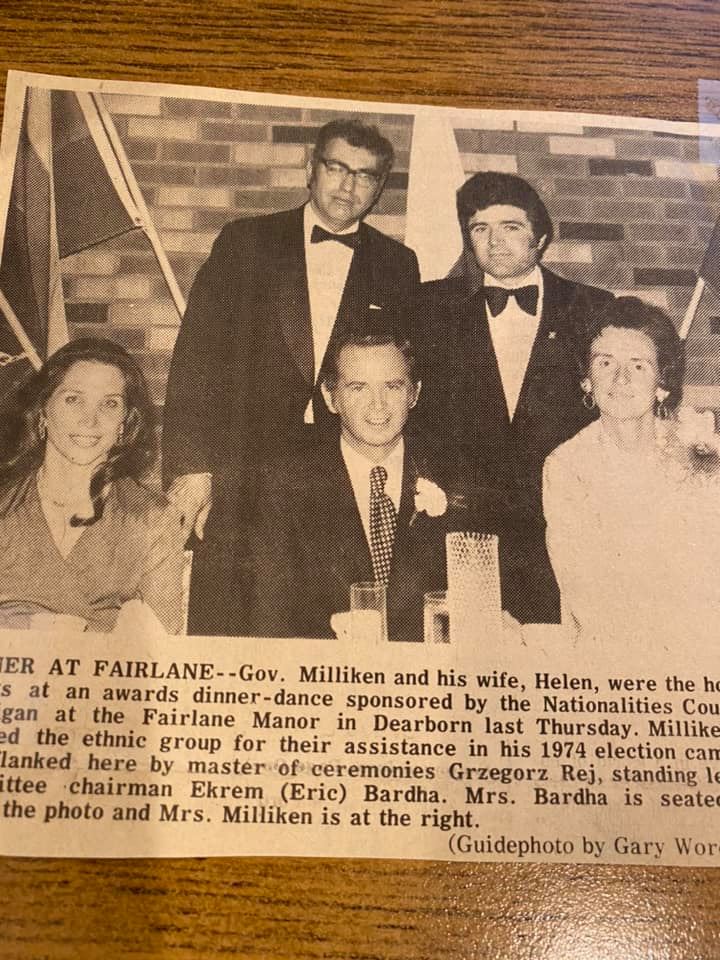 NER AT FAIRLANE--Gov. Milliken and his wife, Helen, were the ho
s at an awards dinner-dance sponsored by the Nationalities Cou
igan at the Fairlane Manor in Dearborn last Thursday. Millike
ed the ethnic group for their assistance in his 1974 election cam
lanked here by master of ceremonies Grzegorz Rej, standing le
ittee chairman Ekrem (Eric) Bardha. Mrs. Bardha is seate
the photo and Mrs. Milliken is at the right.
(Guidephoto by Gary Wor